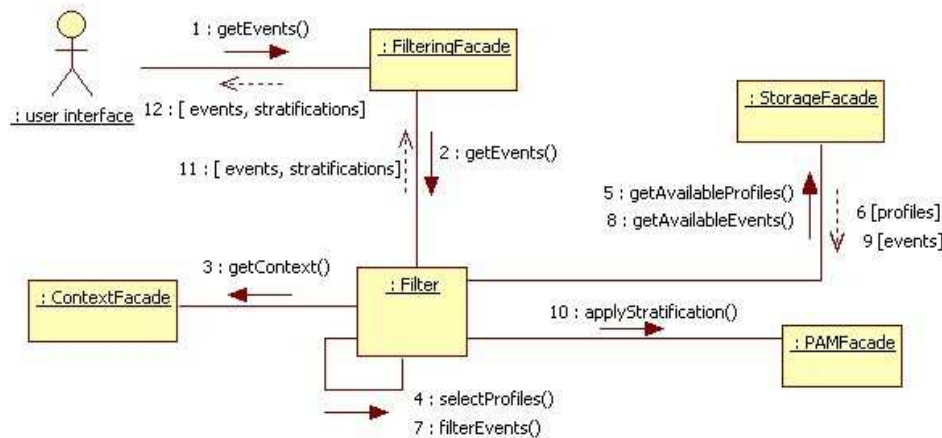 1 : getEvents()
: FilteringFacade
: user interface
12 : [ events, stratifications]
: StorageFacade
2 : getEvents()
11 : [ events, stratifications]
5 : getAvailableProfiles()
8 : getAvailableEvents()
6 [profiles]
9 [events]
3 : getContext()
: ContextFacade
: Filter
10 : applyStratification()
: PAMFacade
4 : selectProfiles()
7 : filterEvents()